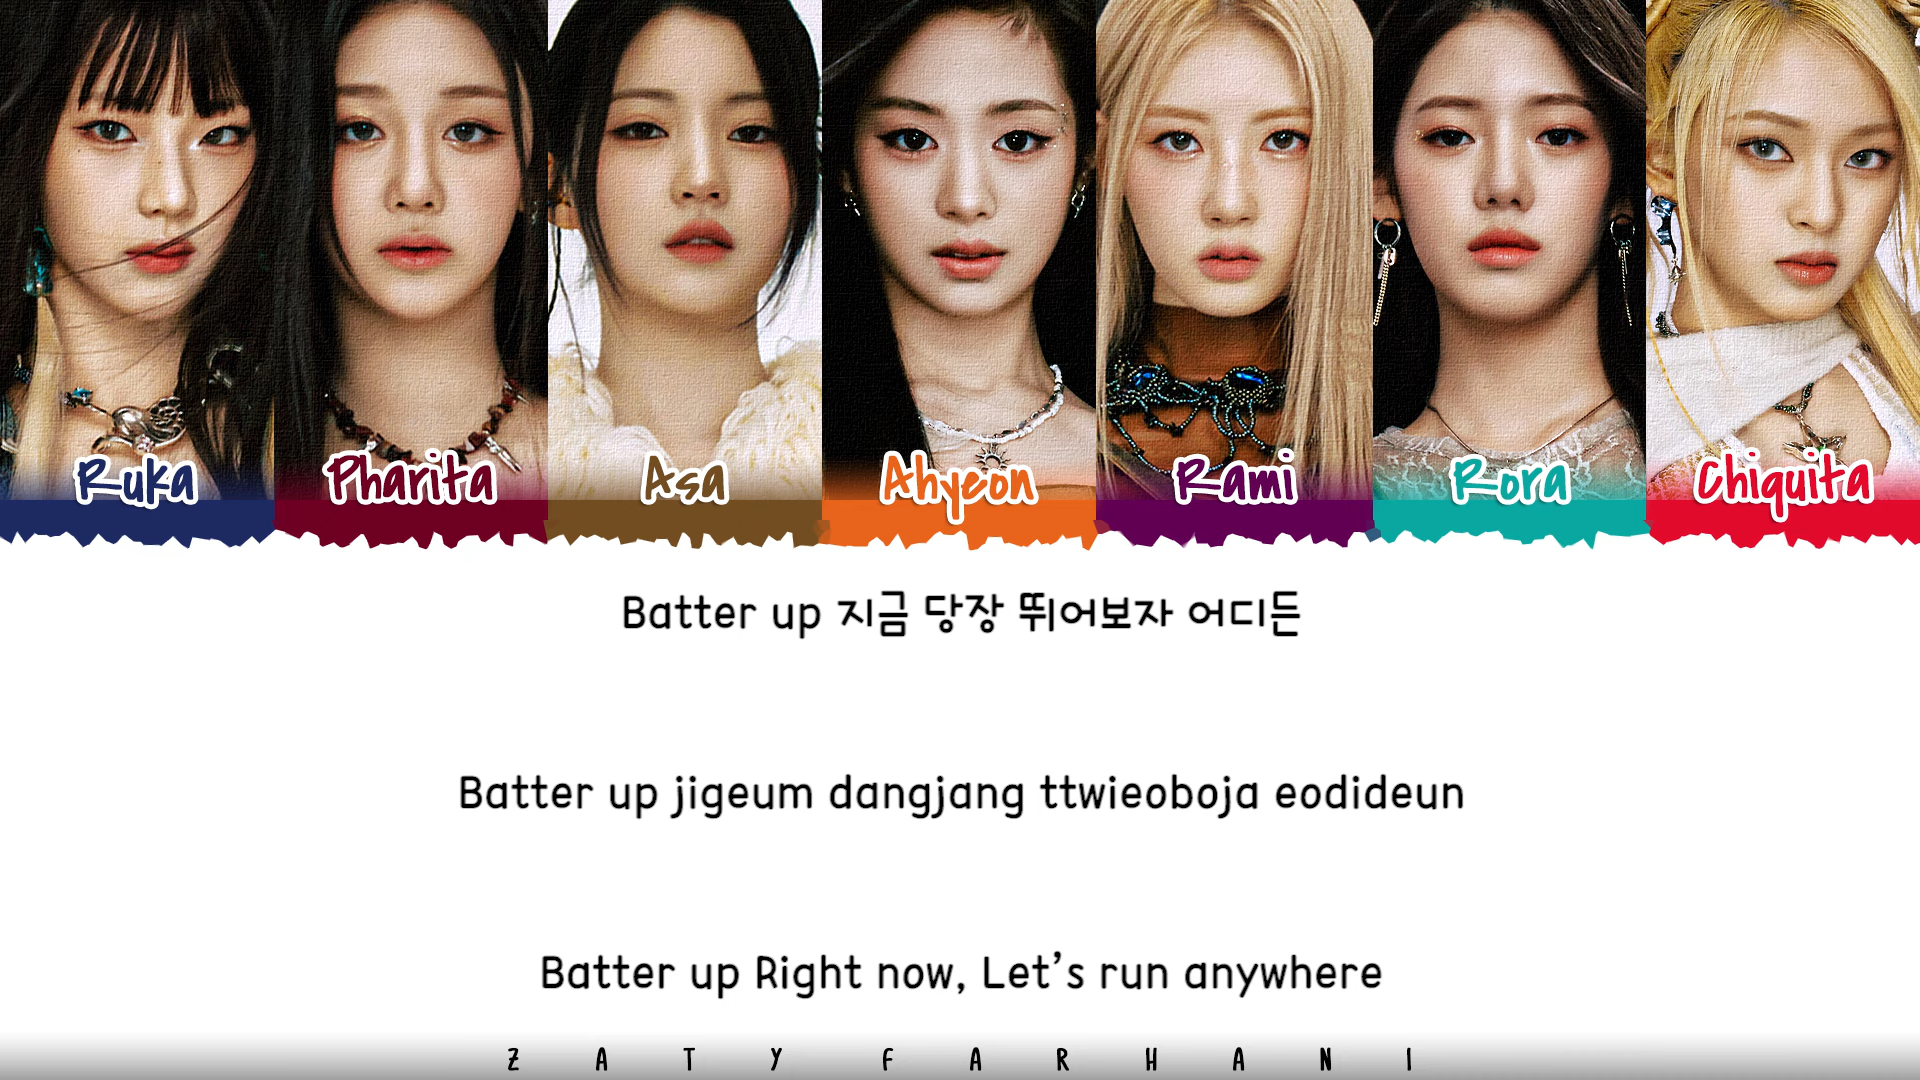 Ruka Pharita Asa Ahyeon Rami Rora Chiquita
Batter up 지금 당장 뛰어보자 어디든
Batter up jigeum dangjang ttwieoboja eodideun
Batter up Right now, Let's run anywhere
ZATY FARHANI